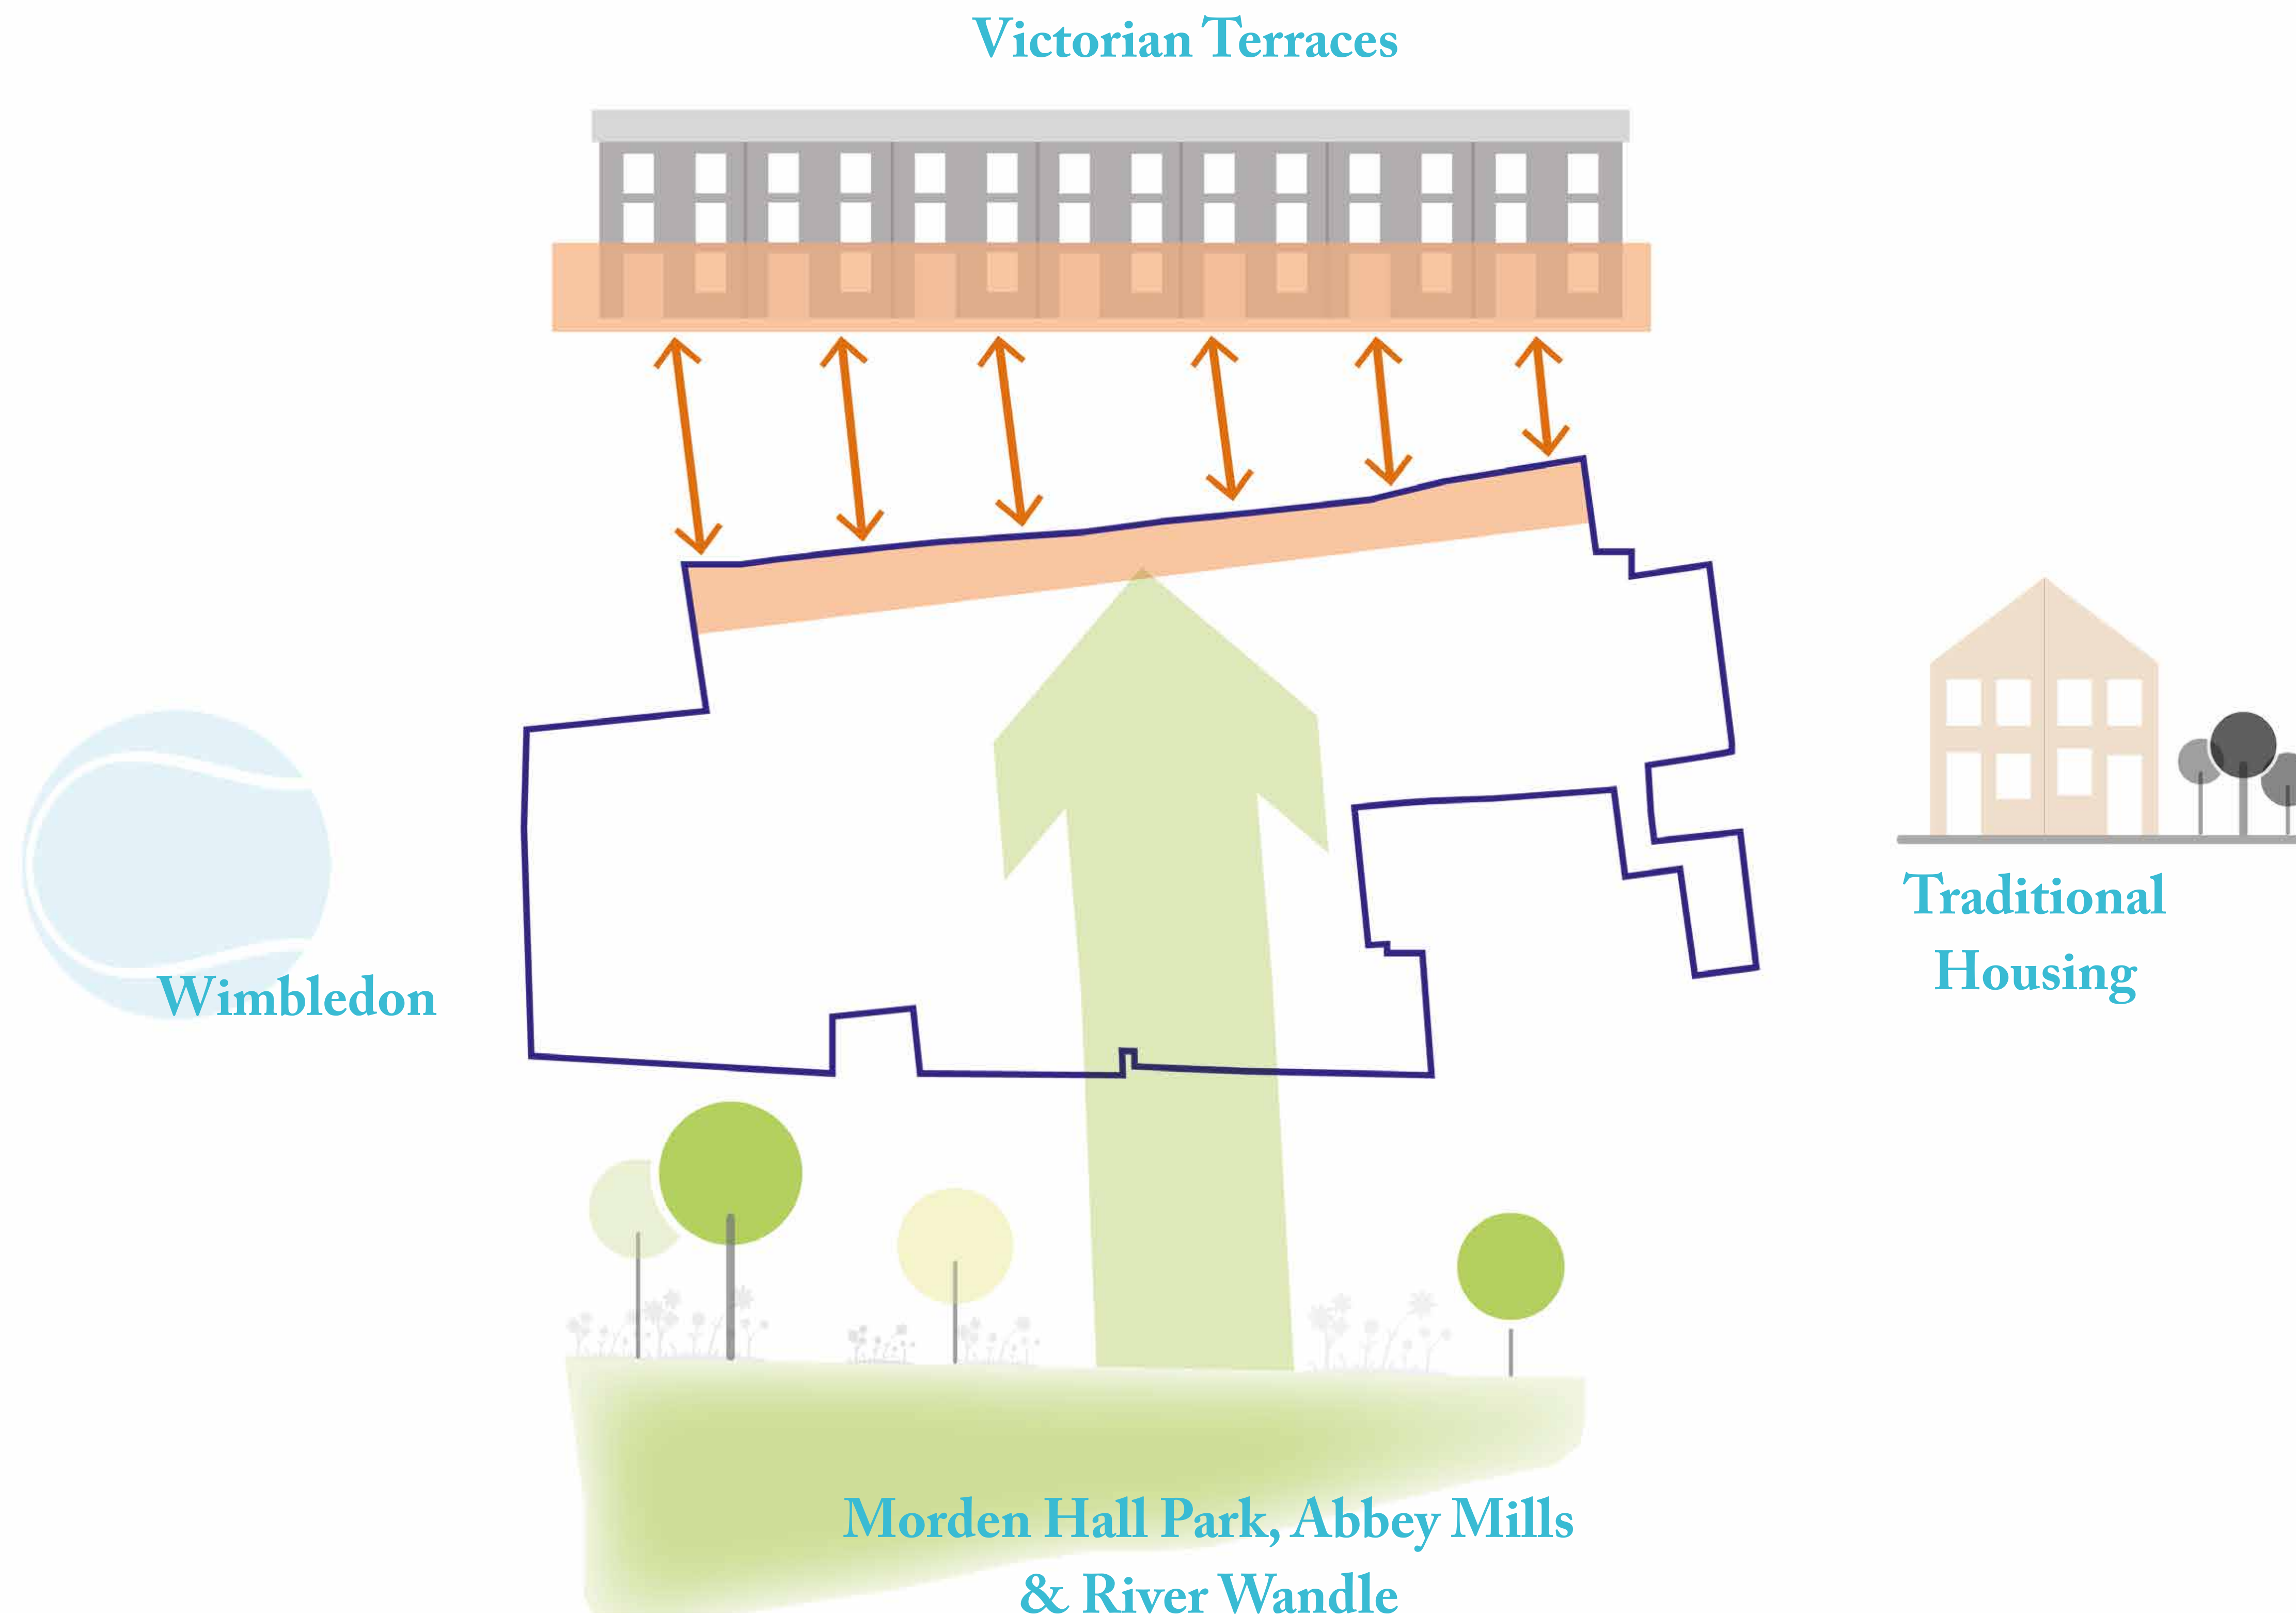 Victorian Terraces
Wimbledon
Traditional
Housing
Morden Hall Park, Abbey Mills
& River Wandle